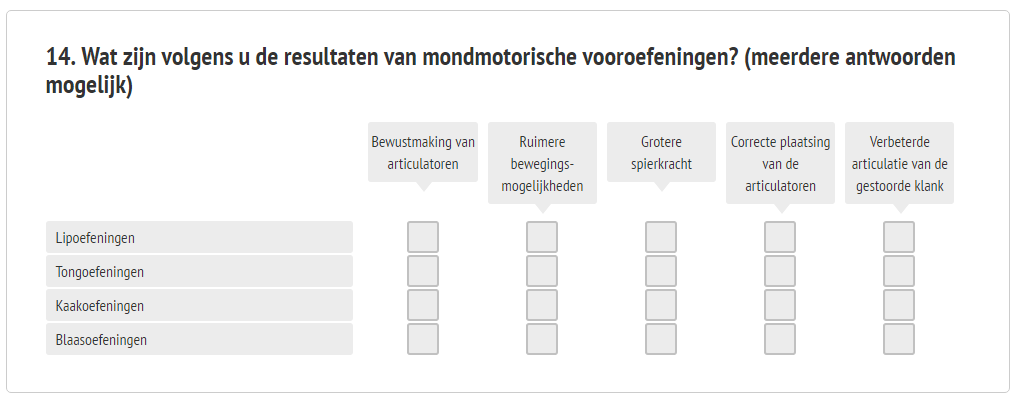 14. Wat zijn volgens u de resultaten van mondmotorische vooroefeningen? (meerdere antwoorden
mogelijk)
Bewustmaking van
articulatoren
Ruimere
bewegings-
mogelijkheden
Grotere
spierkracht
Correcte plaatsing
van de
articulatoren
Verbeterde
articulatie van de
gestoorde klank
Lipoefeningen
Tongoefeningen
Kaakoefeningen
Blaasoefeningen